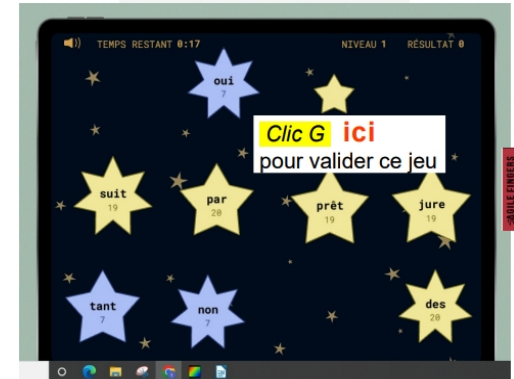 TEMPS RESTANT 0:17
NIVEAU 1
RÉSULTAT 0
oui
7
Clic G ici
pour valider ce jeu
suit
19
par
20
prêt
19
jure
19
tant
7
non
7
des
20
AGILE FINGERS